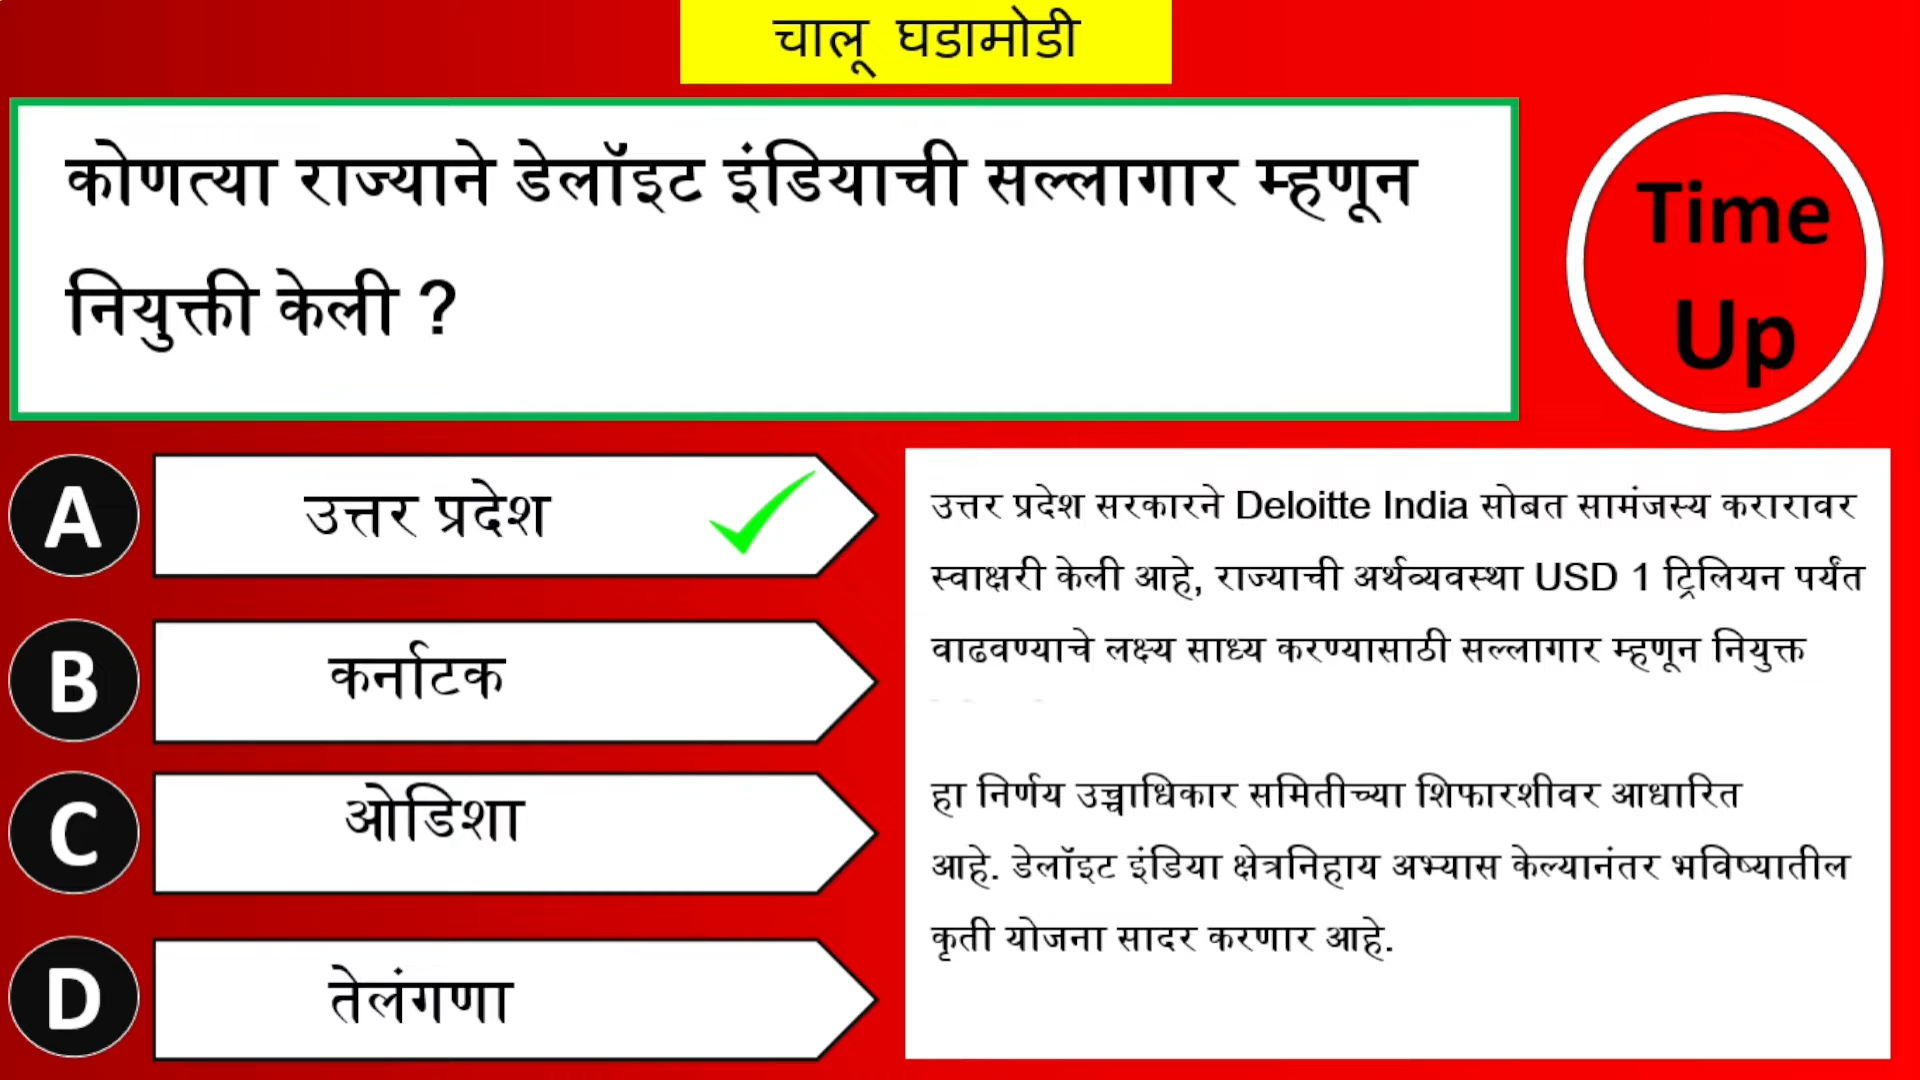 चालू घडामोडी
कोणत्या राज्याने डेलॉइट इंडियाची सल्लागार म्हणून
नियुक्ती केली ?
Time
Up
A उत्तर प्रदेश
B कर्नाटक
C ओडिशा
D तेलंगणा
उत्तर प्रदेश सरकारने Deloitte India सोबत सामंजस्य करारावर
स्वाक्षरी केली आहे, राज्याची अर्थव्यवस्था USD 1 ट्रिलियन पर्यंत
वाढवण्याचे लक्ष्य साध्य करण्यासाठी सल्लागार म्हणून नियुक्त
हा निर्णय उच्चाधिकार समितीच्या शिफारशीवर आधारित
आहे. डेलॉइट इंडिया क्षेत्रनिहाय अभ्यास केल्यानंतर भविष्यातील
कृती योजना सादर करणार आहे.